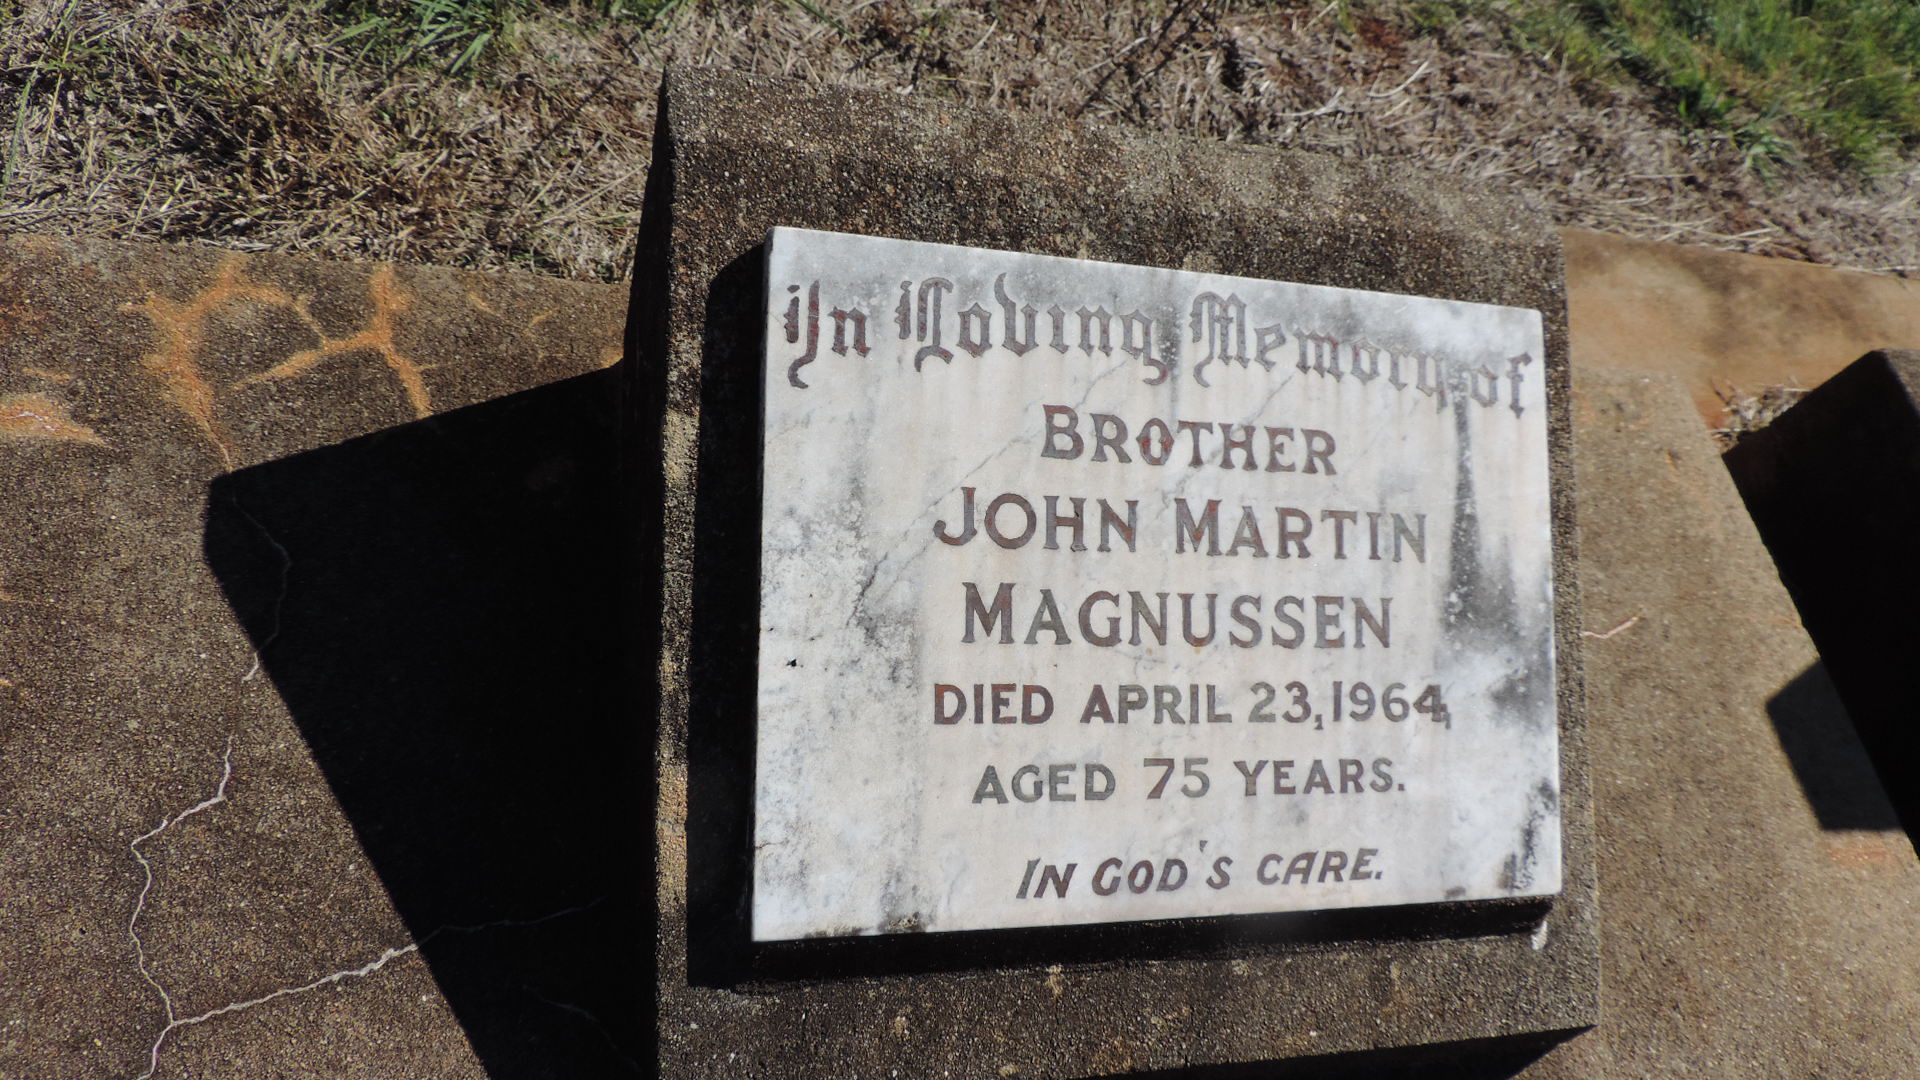 In Loving Memory of
BROTHER
JOHN MARTIN
MAGNUSSEN
DIED APRIL 23, 1964,
AGED 75 YEARS.
IN GOD'S CARE.